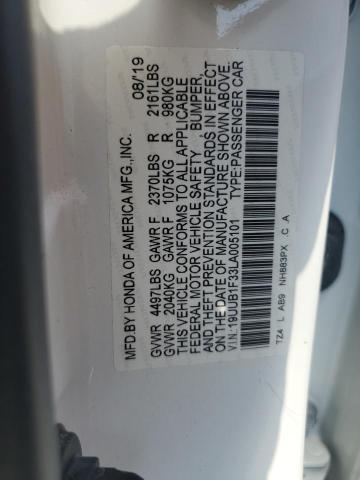 MFD.BY HONDA OF AMERICA MFG.,INC. 08/'19
GVWR 4497LBS GAWR F 2370LBS R 2161LBS
GVWR 2040KG GAWR F 1075KG R 980KG
THIS VEHICLE CONFORMS TO ALL APPLICABLE
FEDERAL MOTOR VEHICLE SAFETY BUMPER,
AND THEFT PREVENTION STANDARDS IN EFFECT
ON THE DATE OF MANUFACTURE SHOWN ABOVE.
V.I.N.:19UUB1F33LA005101 TYPE:PASSENGER CAR
TZ4 L AB9 NH883PX .C A